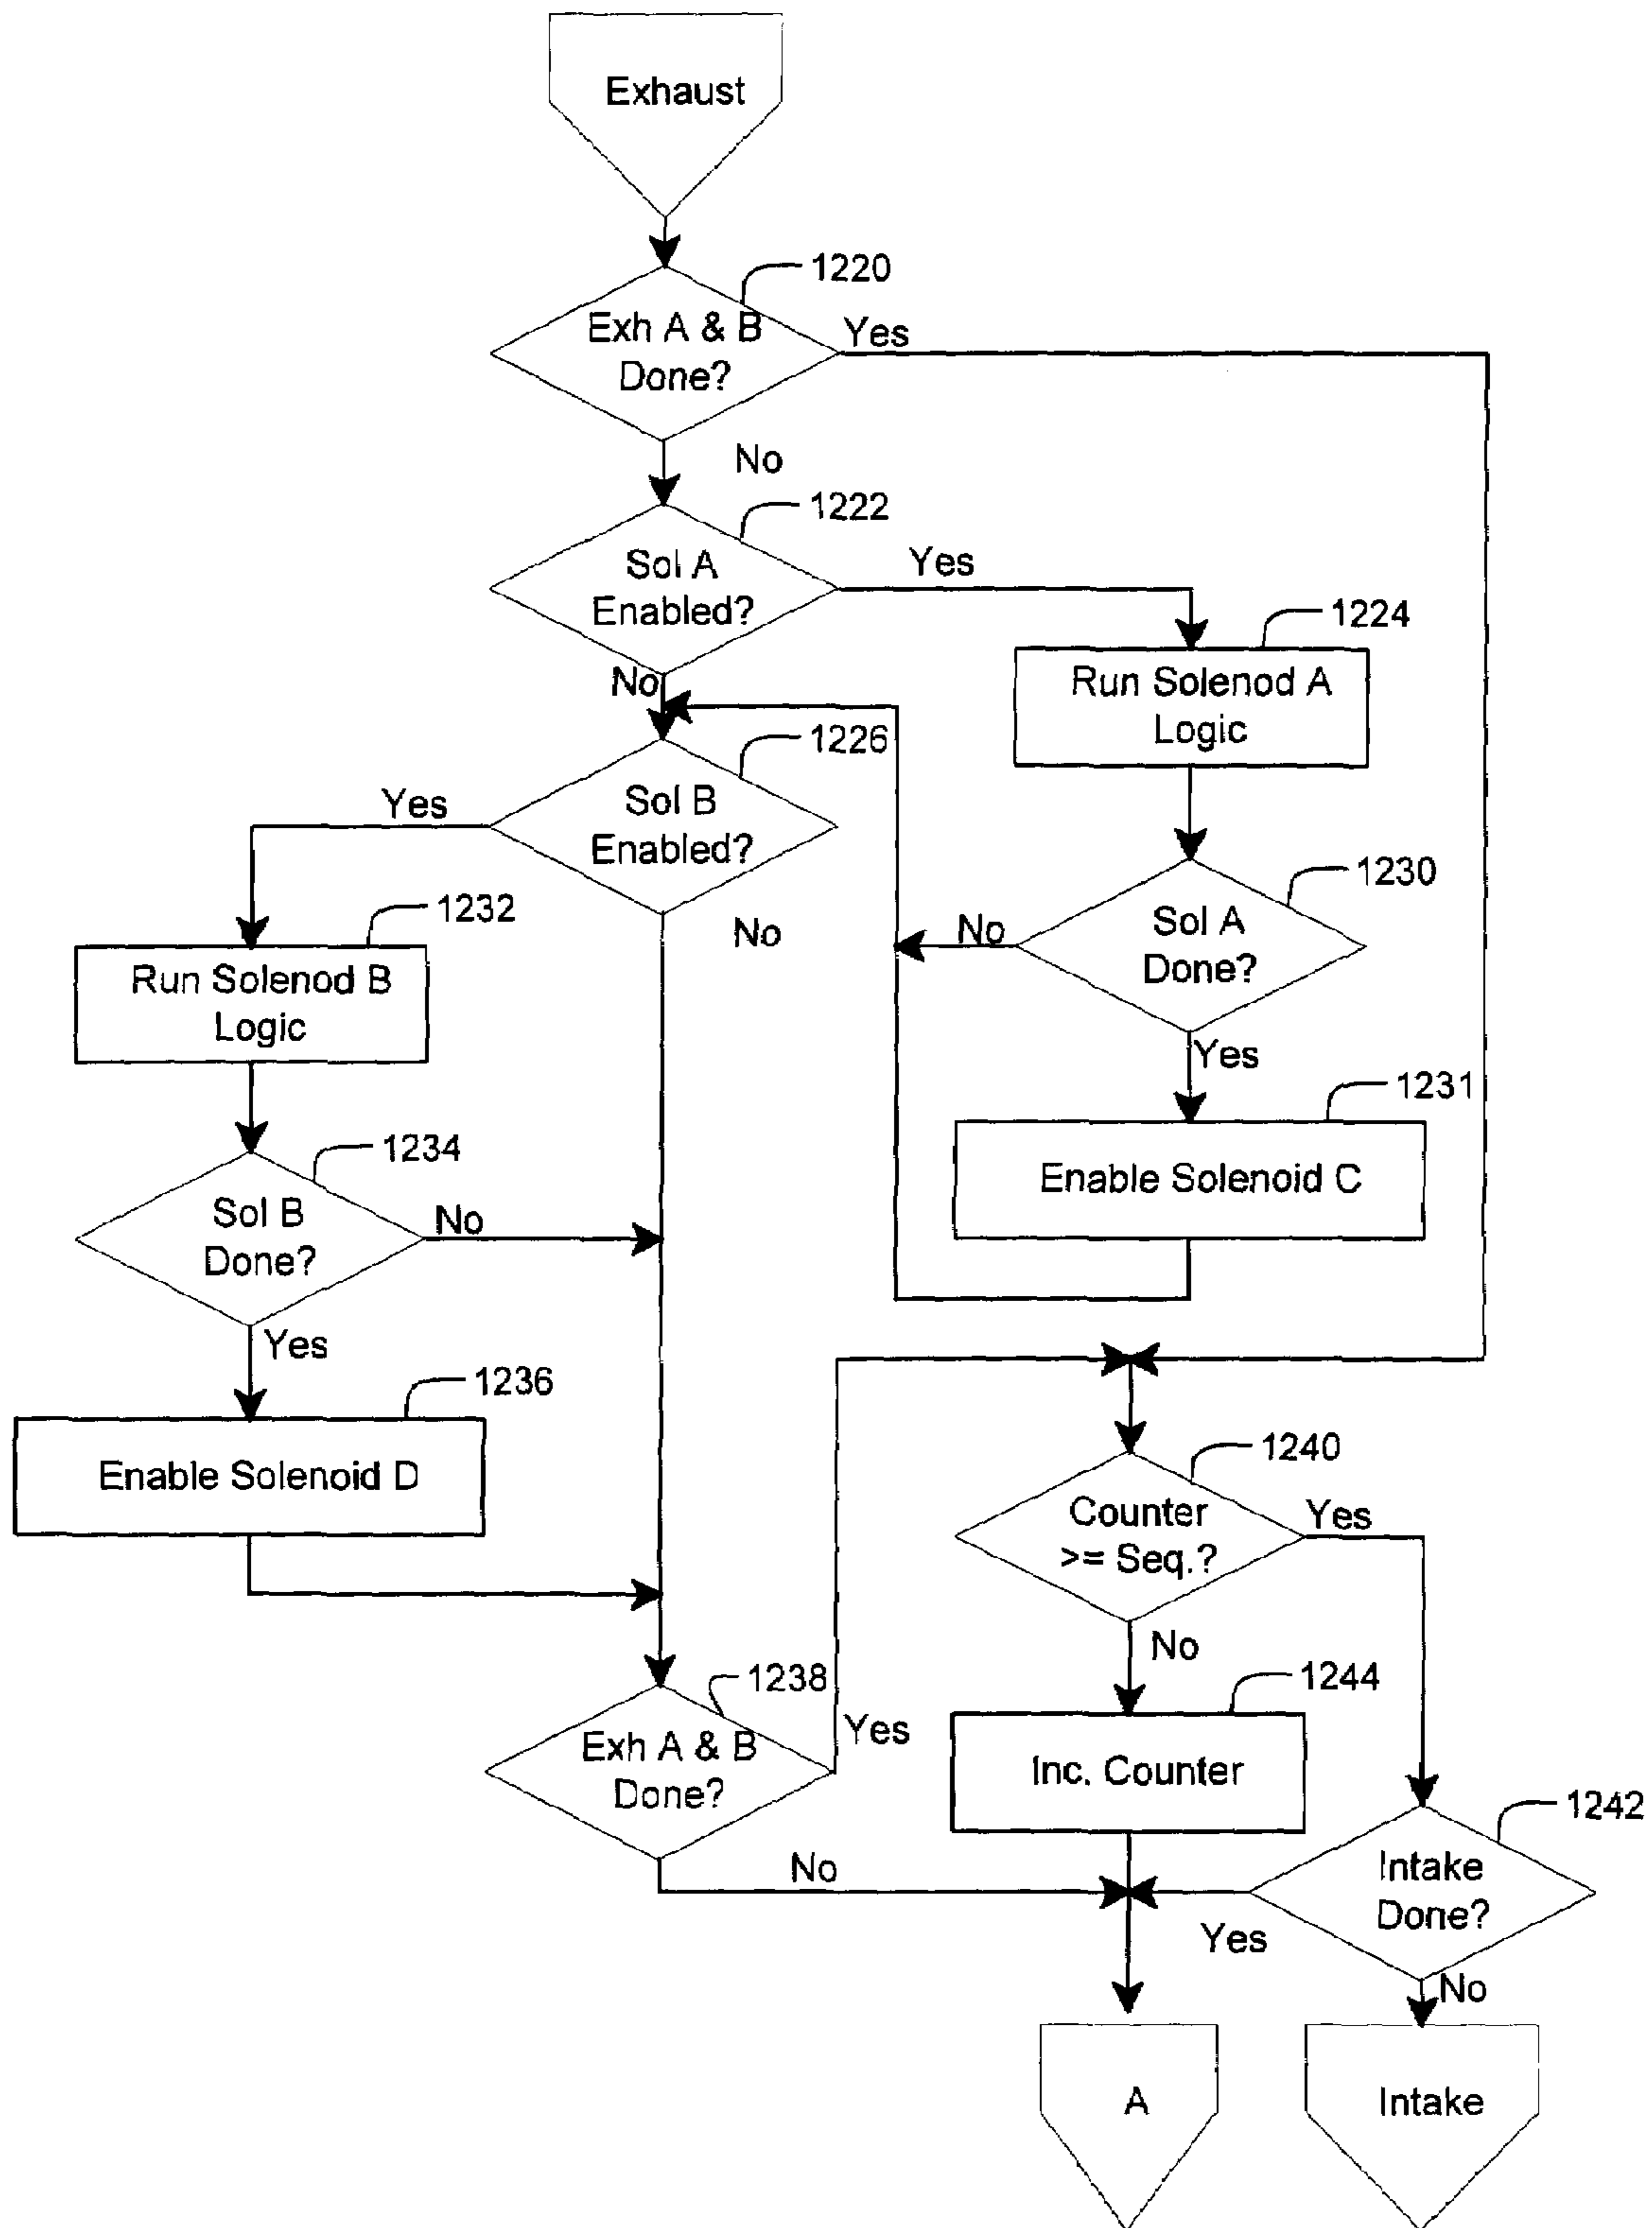 Exhaust
1220
Exh A & B
Done?
Yes
No
1222
Sol A
Enabled?
Yes
1224
Run Solenod A
Logic
No
1226
Sol B
Enabled?
Yes
No
1230
Sol A
Done?
No
Yes
1232
Run Solenod B
Logic
1231
Enable Solenoid C
1234
Sol B
Done?
No
Yes
1236
Enable Solenoid D
1240
Counter
>= Seq.?
Yes
No
1238
Exh A & B
Done?
Yes
No
1244
Inc. Counter
1242
Intake
Done?
Yes
No
A
Intake